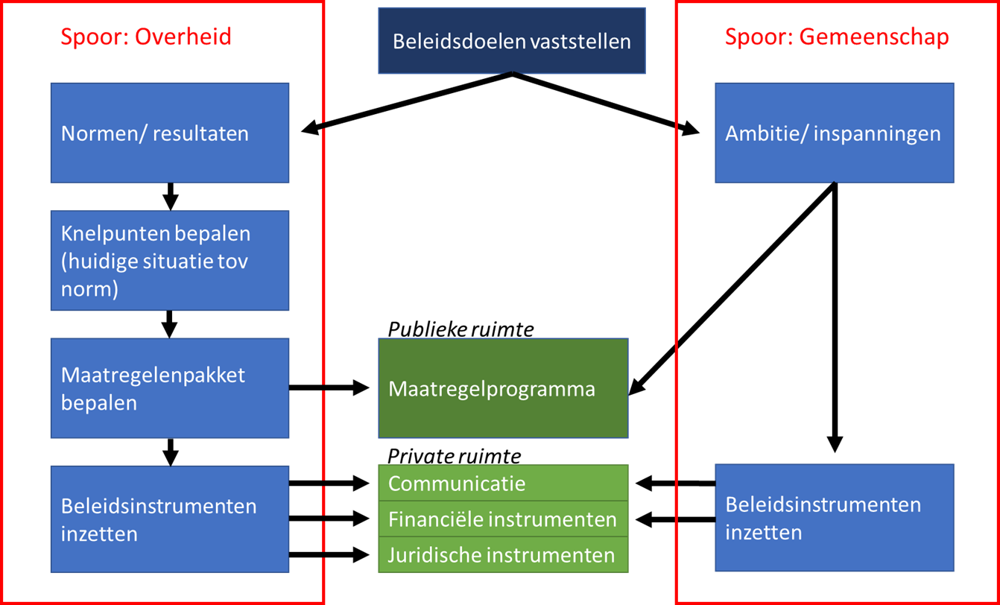 Spoor: Overheid
Beleidsdoelen vaststellen
Spoor: Gemeenschap
Normen/ resultaten
Ambitie/ inspanningen
Knelpunten bepalen
(huidige situatie tov
norm)
Maatregelenpakket
bepalen
Publieke ruimte
Maatregelprogramma
Beleidsinstrumenten
inzetten
Private ruimte
Communicatie
Financiële instrumenten
Juridische instrumenten
Beleidsinstrumenten
inzetten